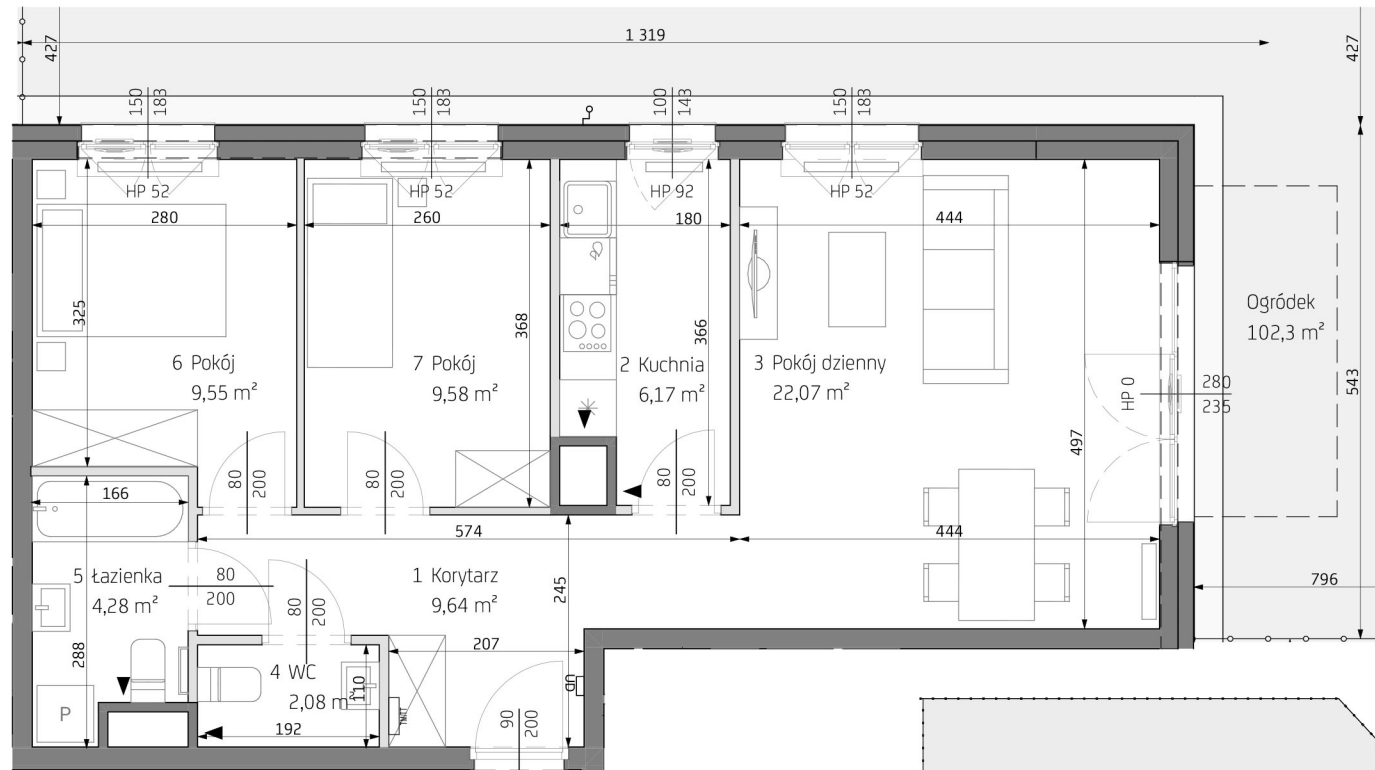 1 319
427
427
150
183
150
183
100
143
150
183
HP 52
HP 52
HP 92
HP 52
280
260
180
444
325
368
366
497
6 Pokój
9,55 m²
7 Pokój
9,58 m²
2 Kuchnia
6,17 m²
3 Pokój dzienny
22,07 m²
Ogródek
102,3 m²
HP 0
280
235
543
80
200
80
200
80
200
166
574
444
5 Łazienka
4,28 m²
80
200
80
200
1 Korytarz
9,64 m²
245
796
288
207
4 WC
2,08 m²
110
192
P
90
200